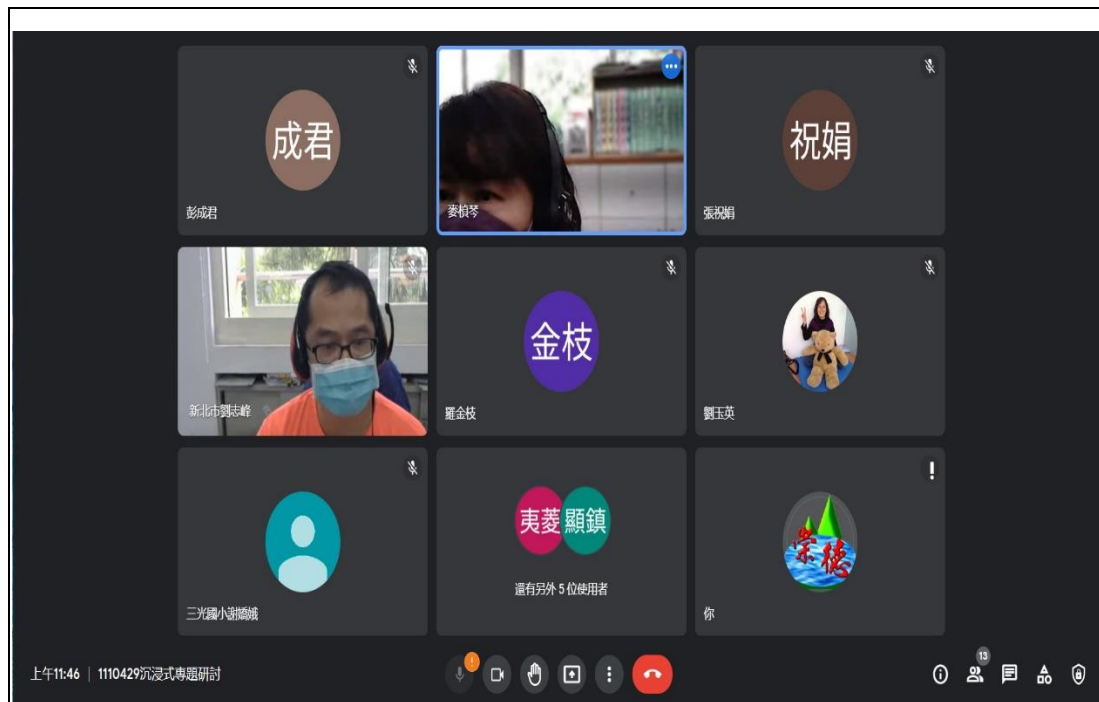 成君
彭成君
麥楨琴
祝娟
張祝娟
新北市劉志峰
金枝
羅金枝
劉玉英
三光國小謝嬌娥
夷菱
顯鎮
還有另外 5 位使用者
崇德
你
上午11:46 | 1110429沉浸式專題研討
13